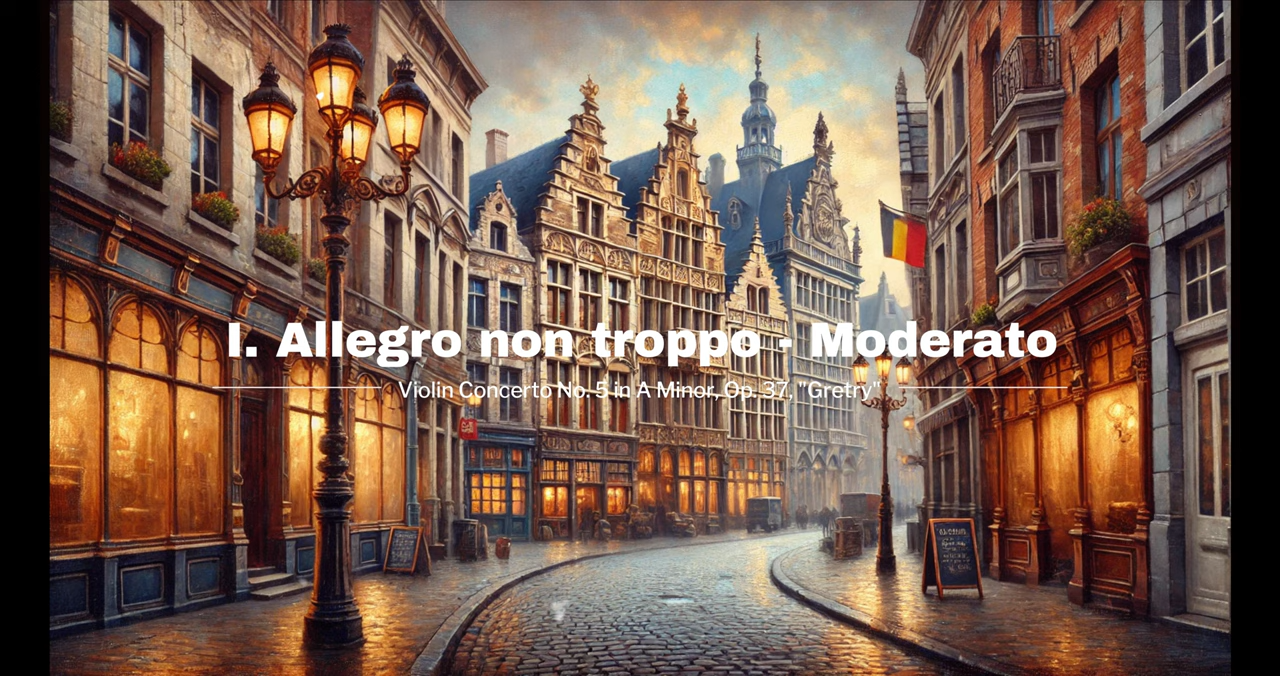 I. Allegro non troppo - Moderato
Violin Concerto No. 5 in A Minor, Op. 37, "Gretry"